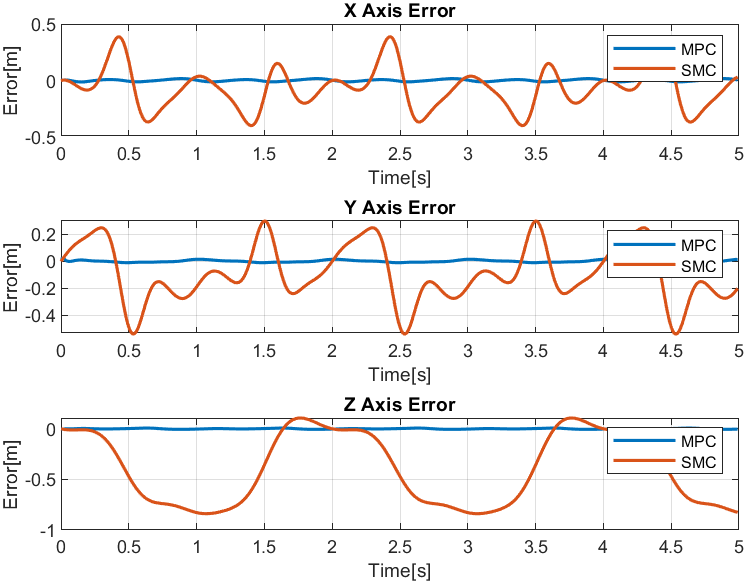 X Axis Error
0.5
MPC
SMC
0
Error[m]
-0.5
0 0.5 1 1.5 2 2.5 3 3.5 4 4.5 5
Time[s]
Y Axis Error
0.2
MPC
0
SMC
Error[m]
-0.2
-0.4
0 0.5 1 1.5 2 2.5 3 3.5 4 4.5 5
Time[s]
Z Axis Error
0
MPC
SMC
Error[m]
-0.5
-1
0 0.5 1 1.5 2 2.5 3 3.5 4 4.5 5
Time[s]